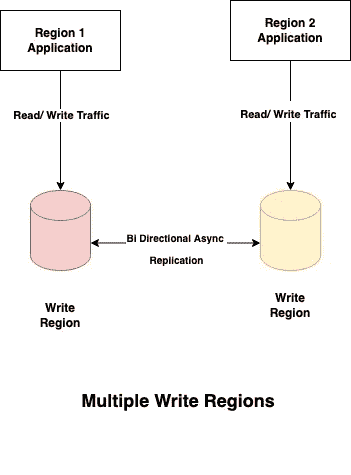 Region 1
Application
Region 2
Application
Read/ Write Traffic
Read/ Write Traffic
Bi Directional Async
Replication
Write
Region
Write
Region
Multiple Write Regions